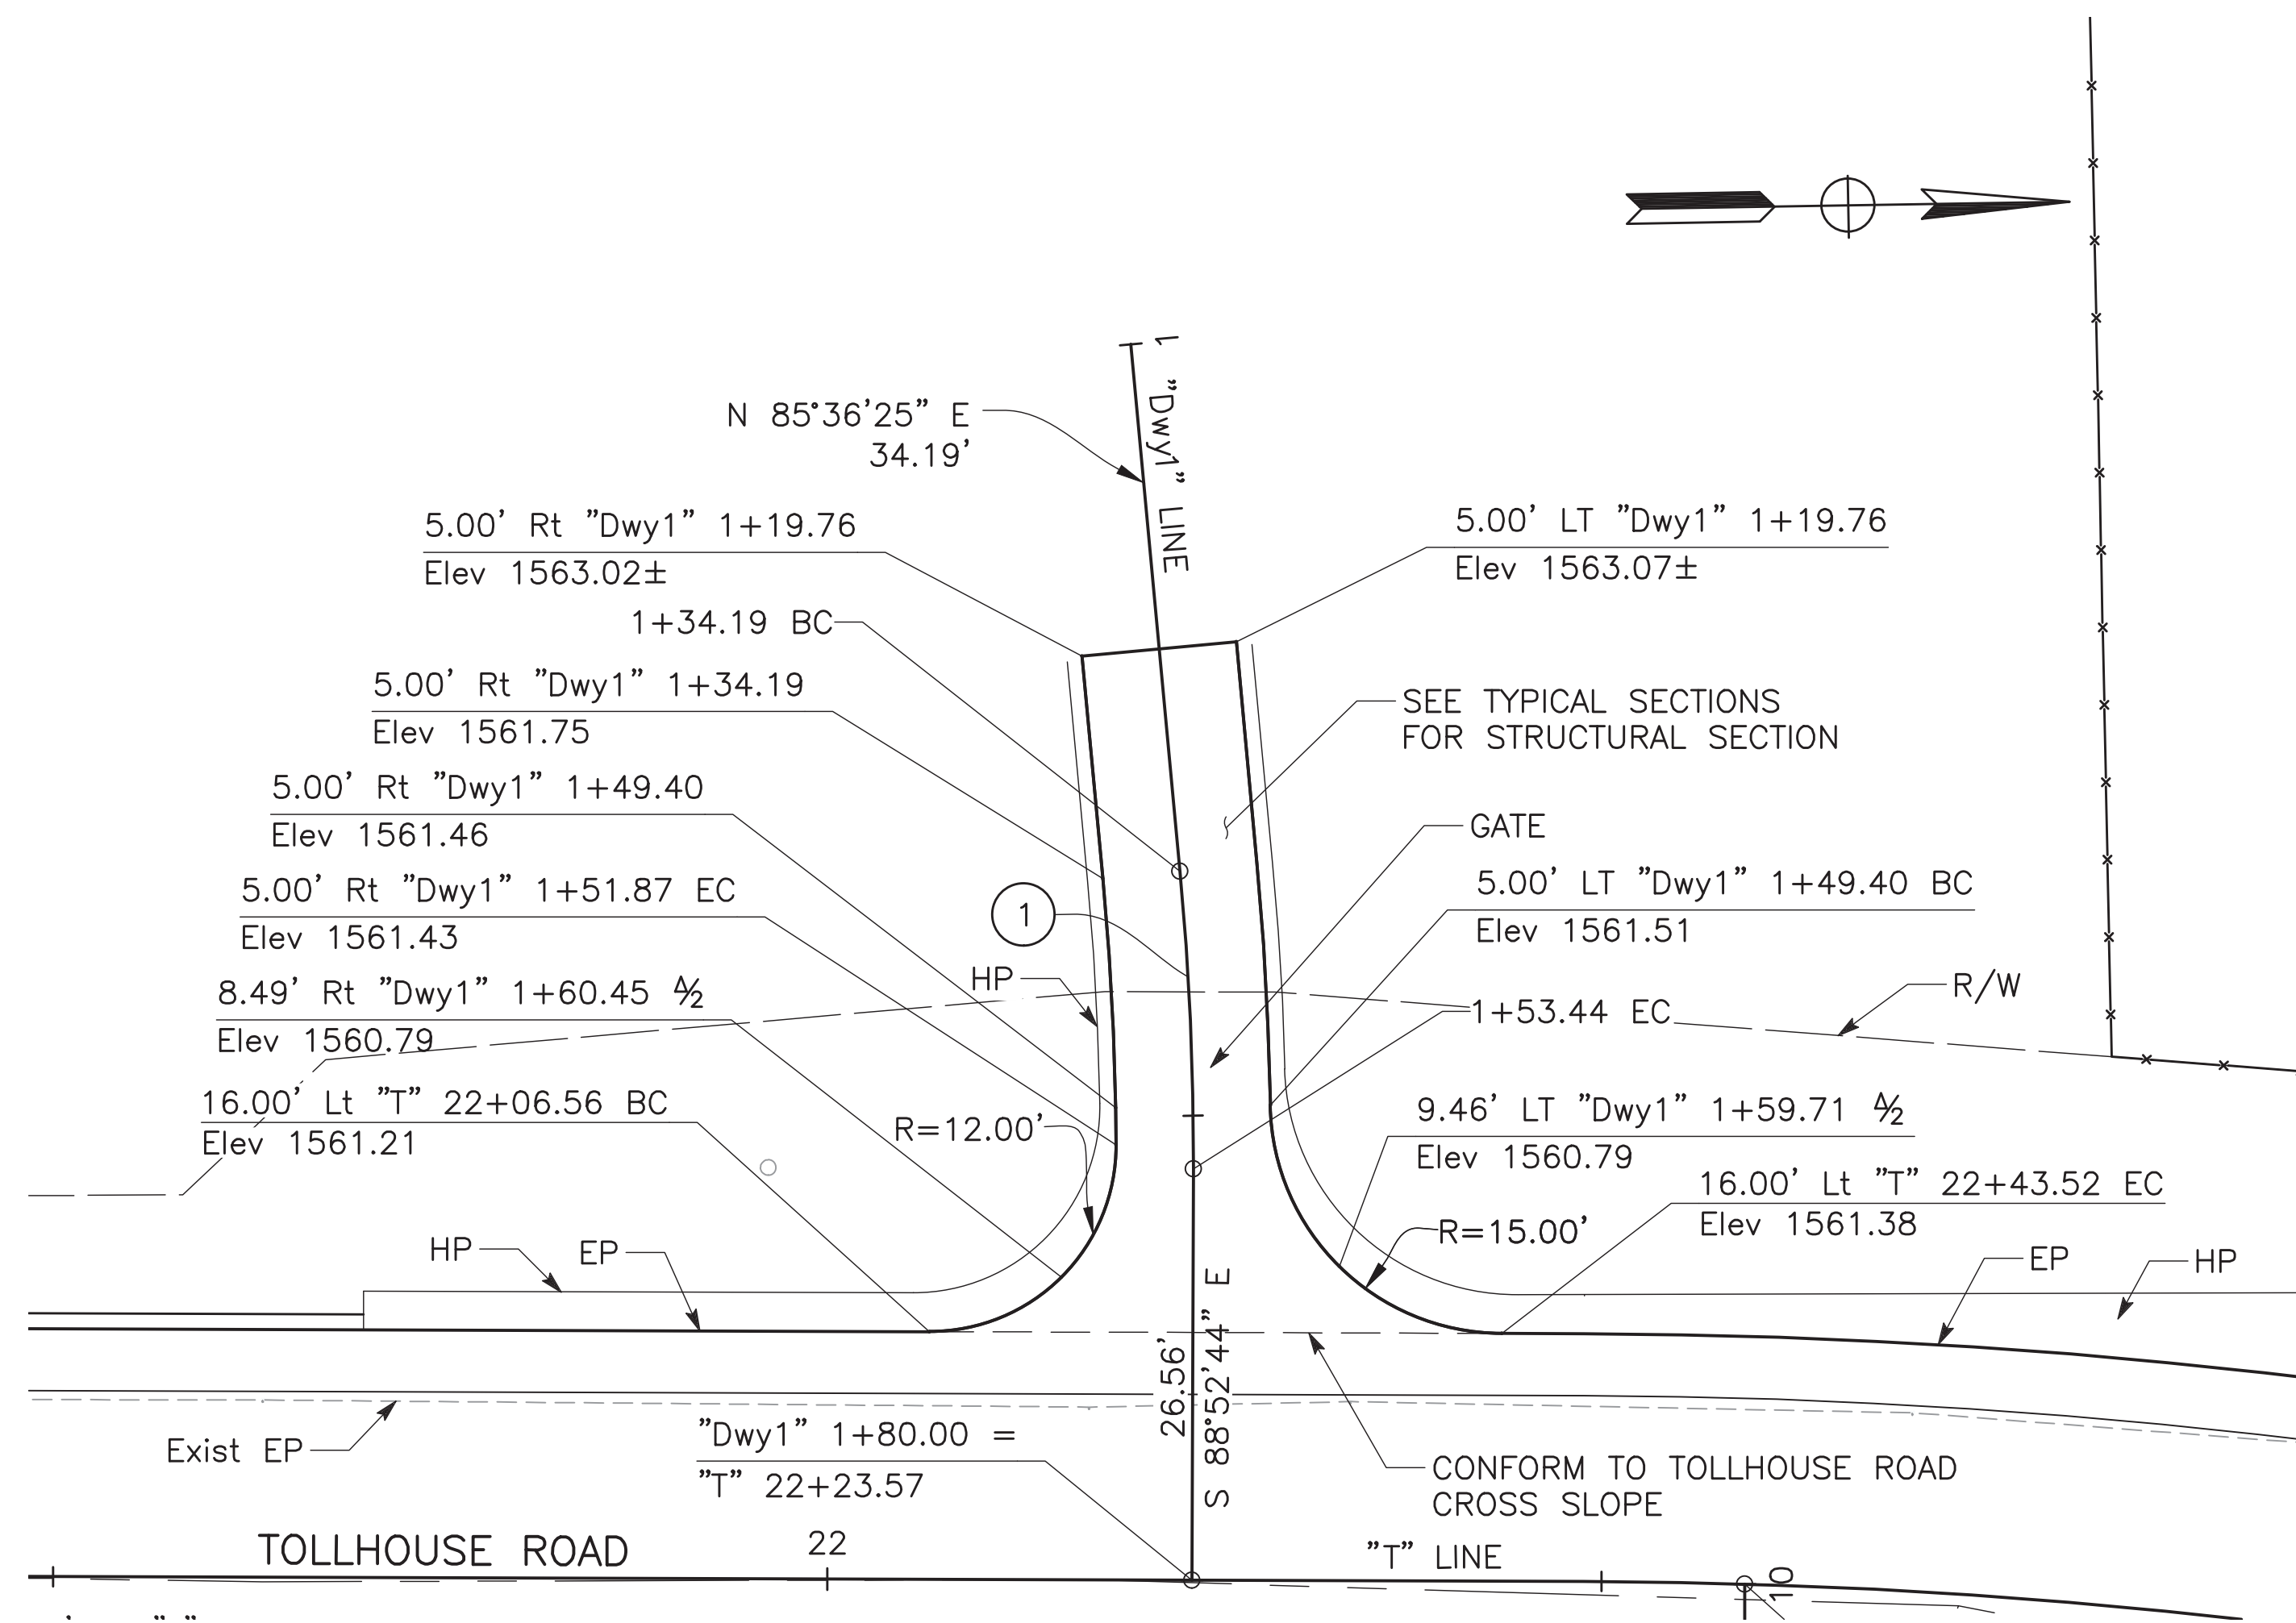 1
"Dwy1" LINE
N 85°36'25" E
34.19'
5.00' Rt "Dwy1" 1+19.76
Elev 1563.02±
1+34.19 BC
5.00' Rt "Dwy1" 1+34.19
Elev 1561.75
5.00' Rt "Dwy1" 1+49.40
Elev 1561.46
5.00' Rt "Dwy1" 1+51.87 EC
Elev 1561.43
8.49' Rt "Dwy1" 1+60.45 Δ/2
Elev 1560.79
16.00' Lt "T" 22+06.56 BC
Elev 1561.21
5.00' LT "Dwy1" 1+19.76
Elev 1563.07±
SEE TYPICAL SECTIONS
FOR STRUCTURAL SECTION
GATE
1
HP
5.00' LT "Dwy1" 1+49.40 BC
Elev 1561.51
R/W
1+53.44 EC
R=12.00'
9.46' LT "Dwy1" 1+59.71 Δ/2
Elev 1560.79
16.00' Lt "T" 22+43.52 EC
Elev 1561.38
R=15.00'
HP
EP
EP
HP
26.56'
S 88°52'44" E
Exist EP
"Dwy1" 1+80.00 =
"T" 22+23.57
CONFORM TO TOLLHOUSE ROAD
CROSS SLOPE
TOLLHOUSE ROAD
22
"T" LINE
10